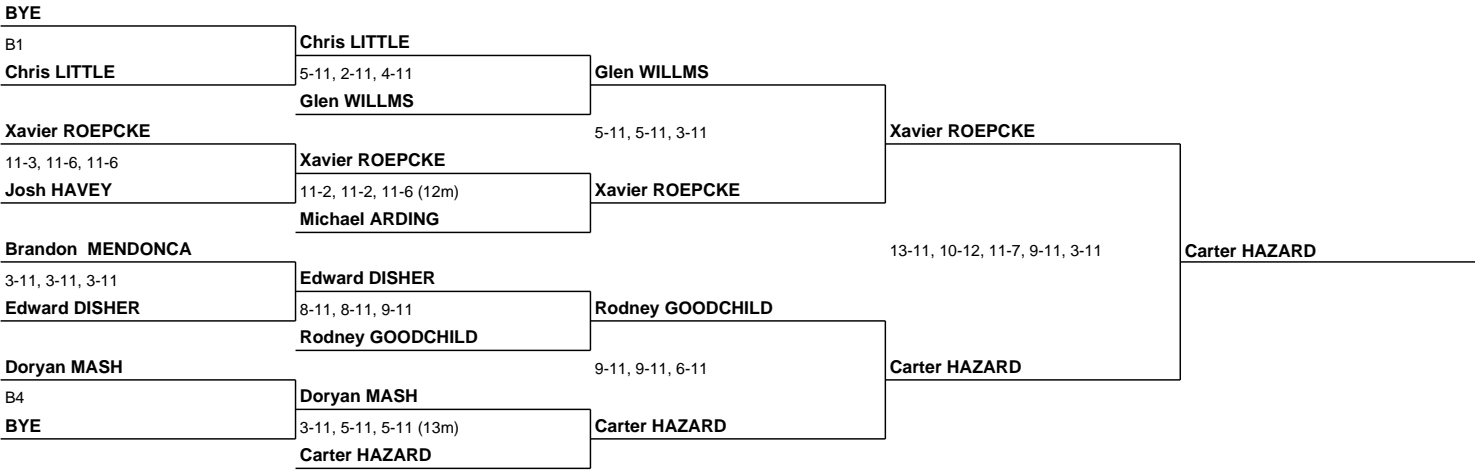 BYE
B1
Chris LITTLE
Chris LITTLE
5-11, 2-11, 4-11
Glen WILLMS
Glen WILLMS
5-11, 5-11, 3-11
Xavier ROEPCKE
11-3, 11-6, 11-6
Josh HAVEY
Xavier ROEPCKE
11-2, 11-2, 11-6 (12m)
Michael ARDING
Xavier ROEPCKE
Xavier ROEPCKE
13-11, 10-12, 11-7, 9-11, 3-11
Carter HAZARD
Brandon  MENDONCA
3-11, 3-11, 3-11
Edward DISHER
Edward DISHER
8-11, 8-11, 9-11
Rodney GOODCHILD
Rodney GOODCHILD
9-11, 9-11, 6-11
Carter HAZARD
Doryan MASH
B4
BYE
Doryan MASH
3-11, 5-11, 5-11 (13m)
Carter HAZARD
Carter HAZARD